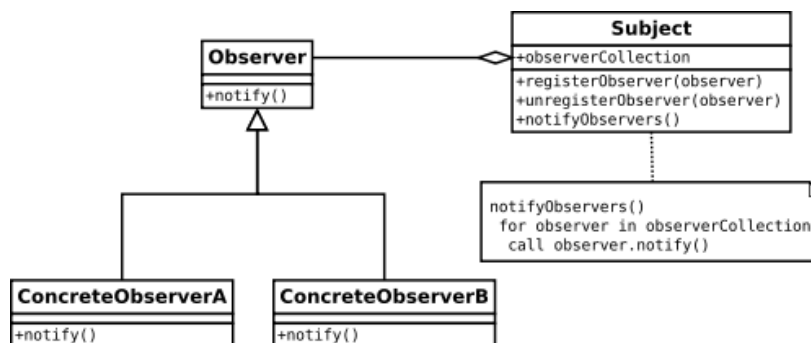 Subject
+observerCollection
+registerObserver(observer)
+unregisterObserver(observer)
+notifyObservers()
Observer
+notify()
notifyObservers()
for observer in observerCollection
call observer.notify()
ConcreteObserverA
+notify()
ConcreteObserverB
+notify()